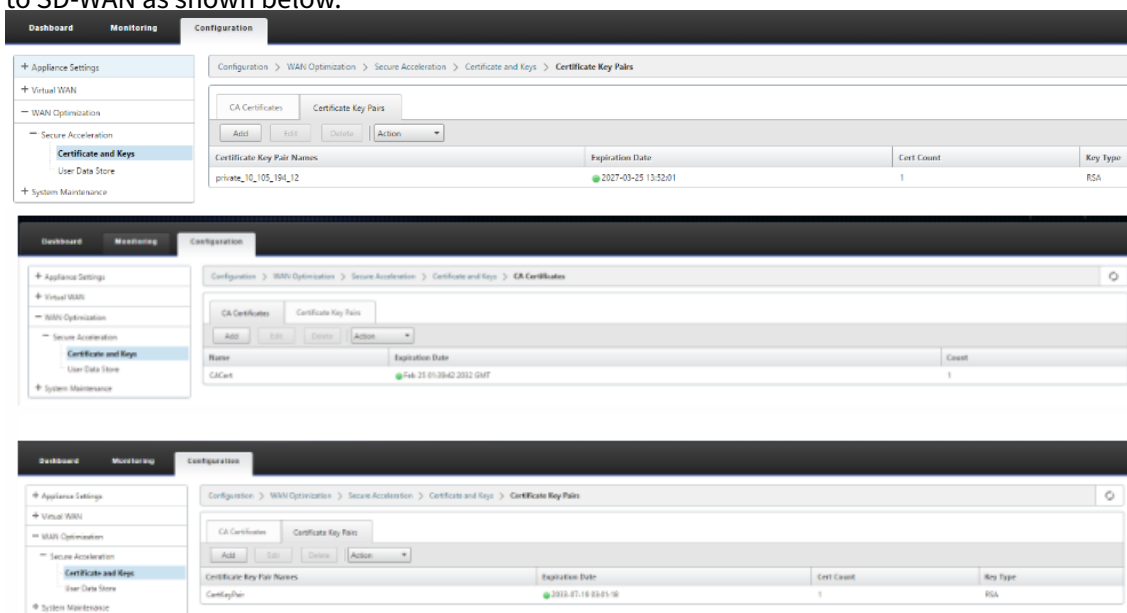 to SD-WAN as shown below.
Dashboard Monitoring Configuration
+ Appliance Settings
+ Virtual WAN
− WAN Optimization
− Secure Acceleration
Certificate and Keys
User Data Store
+ System Maintenance
Configuration > WAN Optimization > Secure Acceleration > Certificate and Keys > Certificate Key Pairs
CA Certificates Certificate Key Pairs
Add Edit Delete Action
Certificate Key Pair Names Expiration Date Cert Count Key Type
private_10_105_194_12 2027-03-25 13:52:01 1 RSA
Dashboard Monitoring Configuration
+ Appliance Settings
+ Virtual WAN
− WAN Optimization
− Secure Acceleration
Certificate and Keys
User Data Store
+ System Maintenance
Configuration > WAN Optimization > Secure Acceleration > Certificate and Keys > CA Certificates
CA Certificates Certificate Key Pairs
Add Edit Delete Action
Name Expiration Date Count
CACert Feb 25 2032 GMT 1
Dashboard Monitoring Configuration
+ Appliance Settings
+ Virtual WAN
− WAN Optimization
− Secure Acceleration
Certificate and Keys
User Data Store
+ System Maintenance
Configuration > WAN Optimization > Secure Acceleration > Certificate and Keys > Certificate Key Pairs
CA Certificates Certificate Key Pairs
Add Edit Delete Action
Certificate Key Pair Names Expiration Date Cert Count Key Type
CertKeyPair 1 RSA